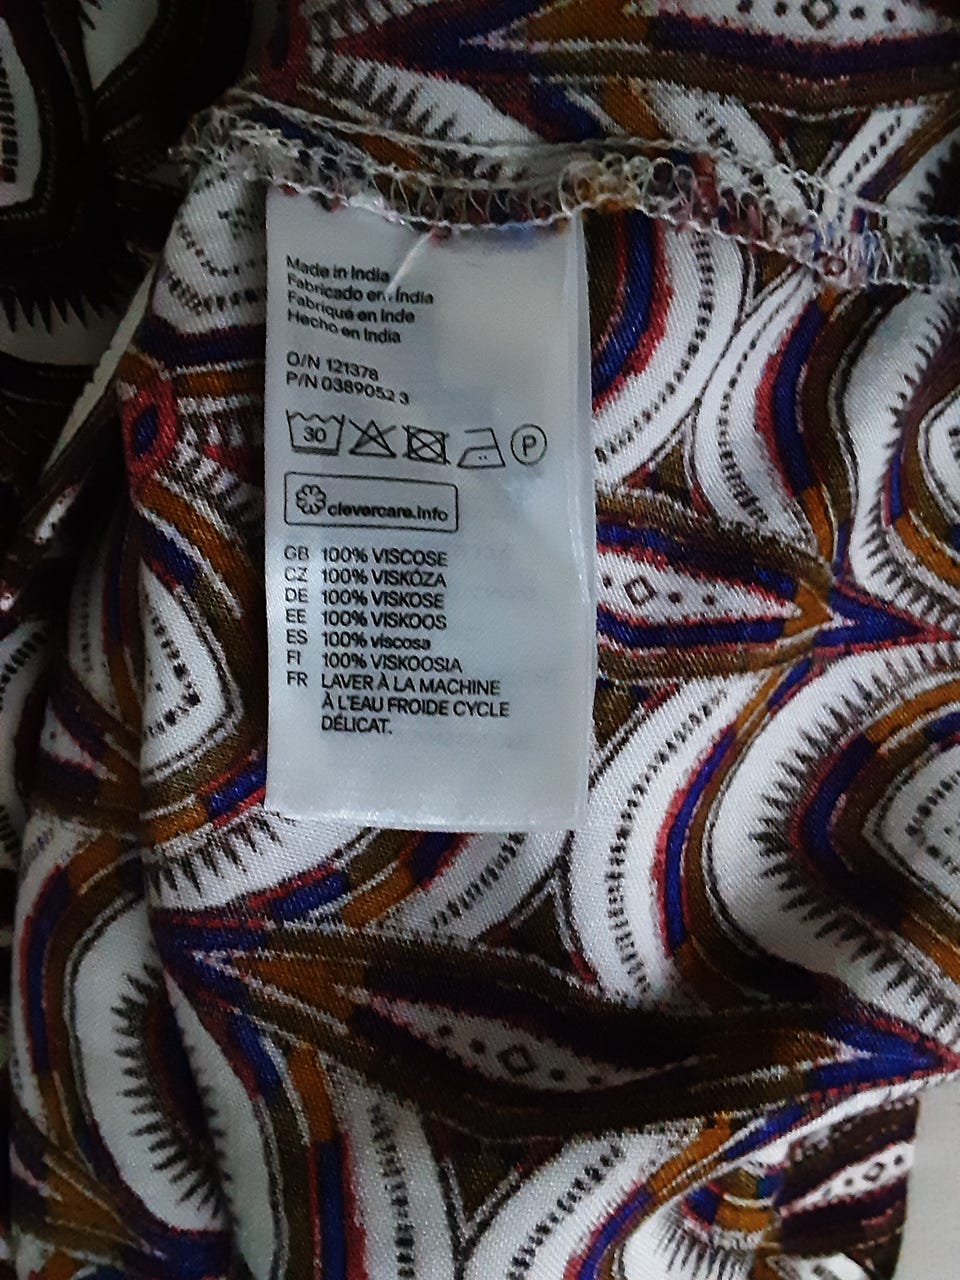 Made in India
Fabricado en India
Fabriqué en Inde
Hecho en India
O/N 121378
P/N 0389052 3
30
P
clevercare.info
GB 100% VISCOSE
CZ 100% VISKÓZA
DE 100% VISKOSE
EE 100% VISKOOS
ES 100% viscosa
FI 100% VISKOOSIA
FR LAVER À LA MACHINE
À L'EAU FROIDE CYCLE
DÉLICAT.